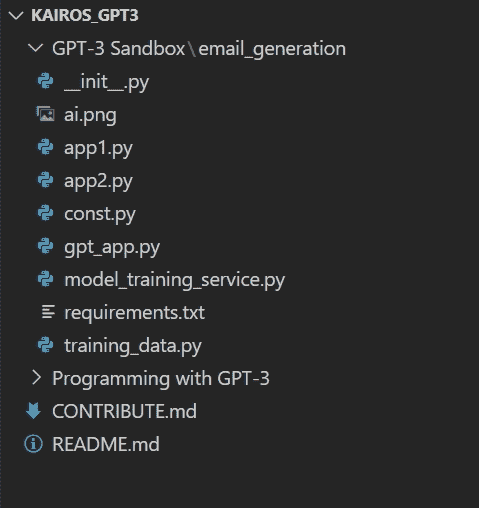 KAIROS_GPT3
GPT-3 Sandbox\email_generation
__init__.py
ai.png
app1.py
app2.py
const.py
gpt_app.py
model_training_service.py
requirements.txt
training_data.py
Programming with GPT-3
CONTRIBUTE.md
README.md